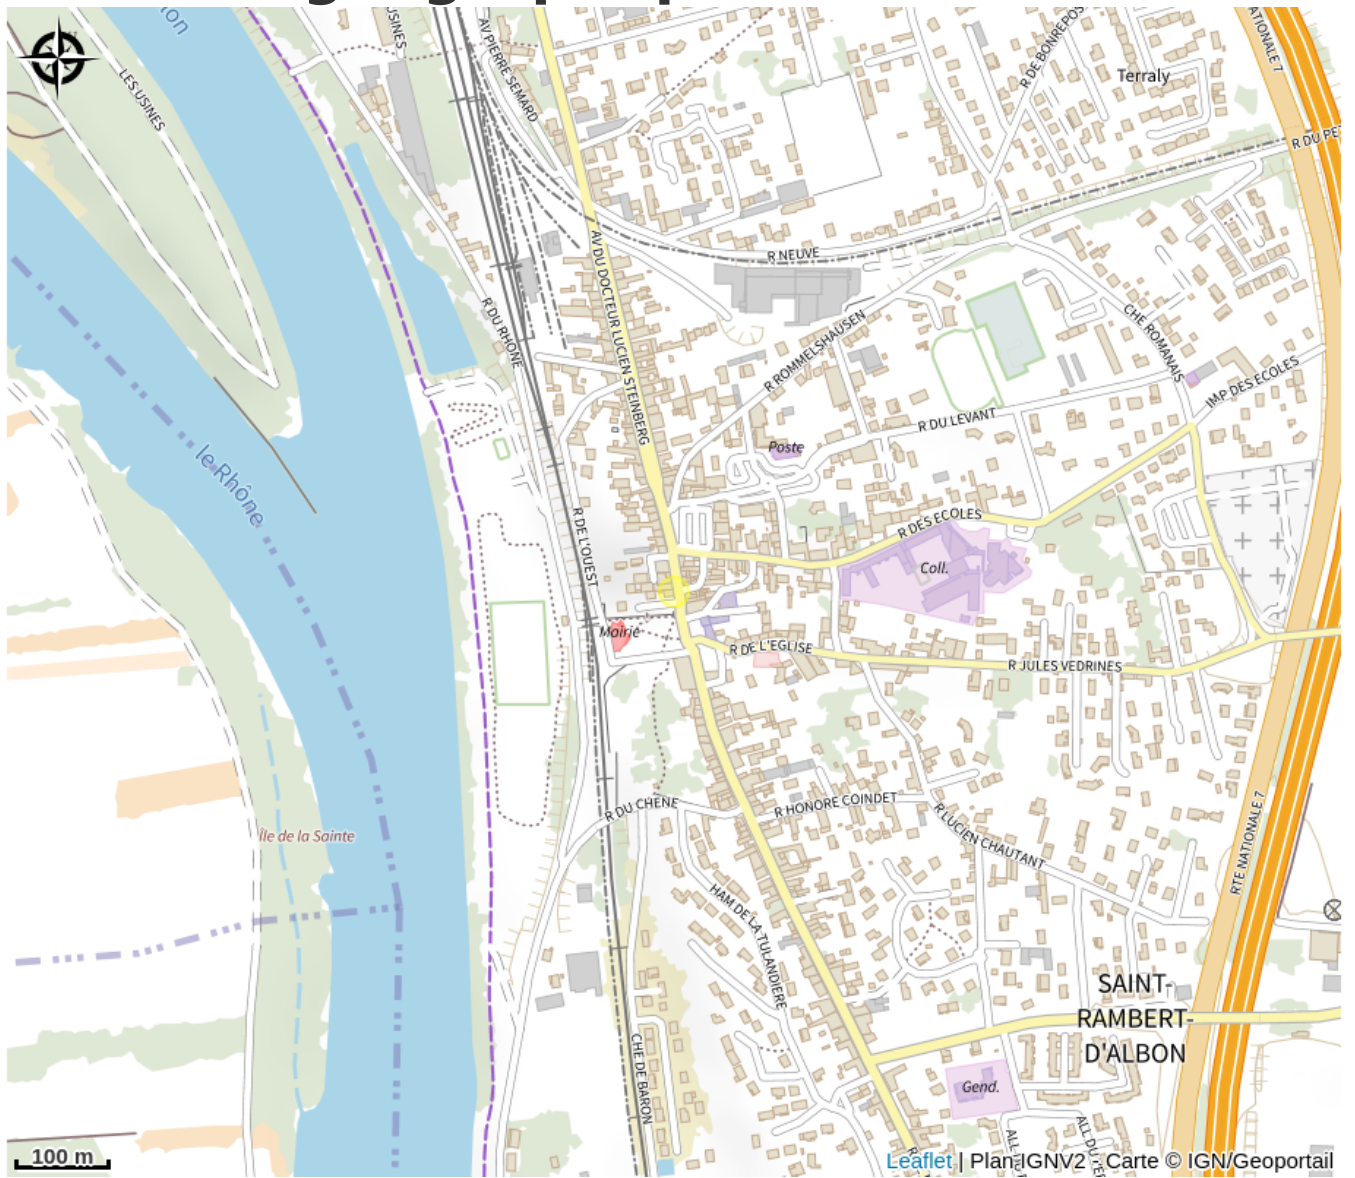 LES USINES
USINES
AV PIERRE SEMARD
R DE BONREPOS
Terraly
NATIONALE 7
R NEUVE
AV DU DOCTEUR LUCIEN STEINBERG
R DU RHONE
R ROMMELSHAUSEN
CHE ROMANAIS
IMP DES ECOLES
R DU LEVANT
Poste
le Rhône
R DE L'OUEST
R DES ECOLES
Coll.
Mairie
R DE L'EGLISE
R JULES VEDRINES
R DU CHENE
R HONORE COINDET
R LUCIEN CHAUTANT
RTE NATIONALE 7
Île de la Sainte
HAM DE LA TULANDIERE
SAINT-
RAMBERT-
D'ALBON
CHE DE BARON
Gend.
100 m
Leaflet | Plan IGNV2 - Carte © IGN/Geoportail